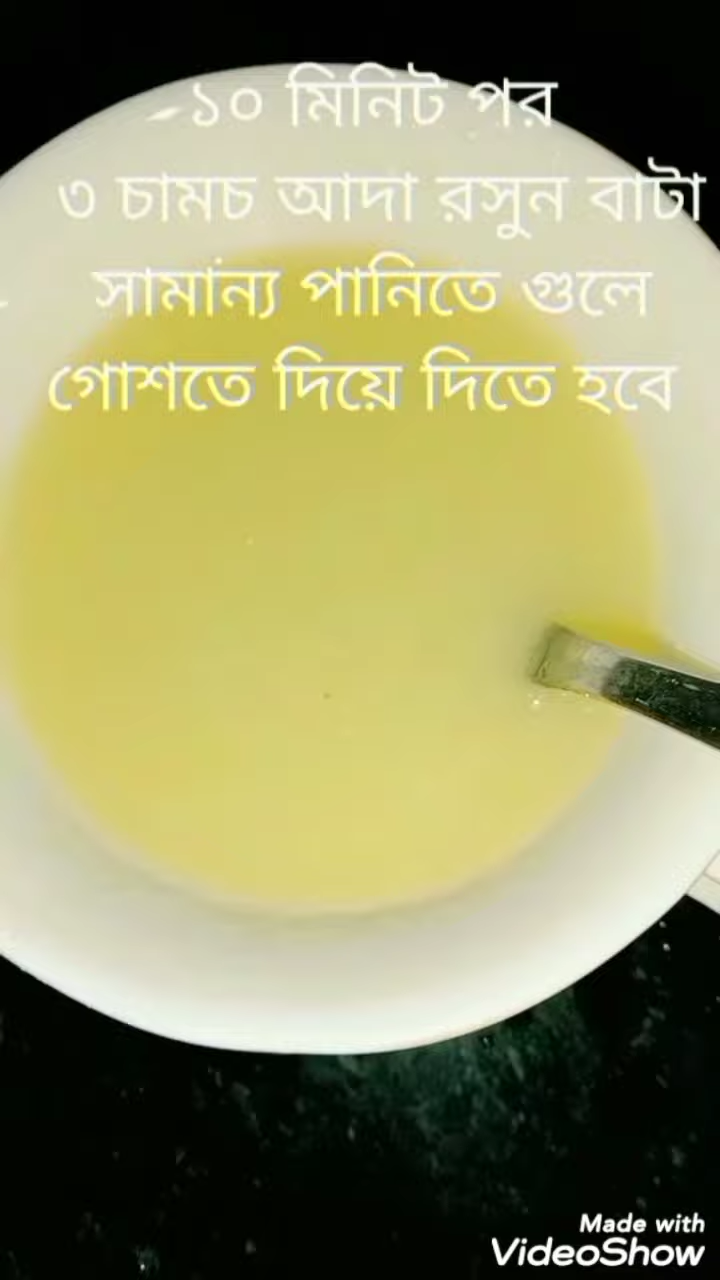 ১০ মিনিট পর
৩ চামচ আদা রসুন বাটা
সামান্য পানিতে গুলে
গোশতে দিয়ে দিতে হবে
Made with
VideoShow